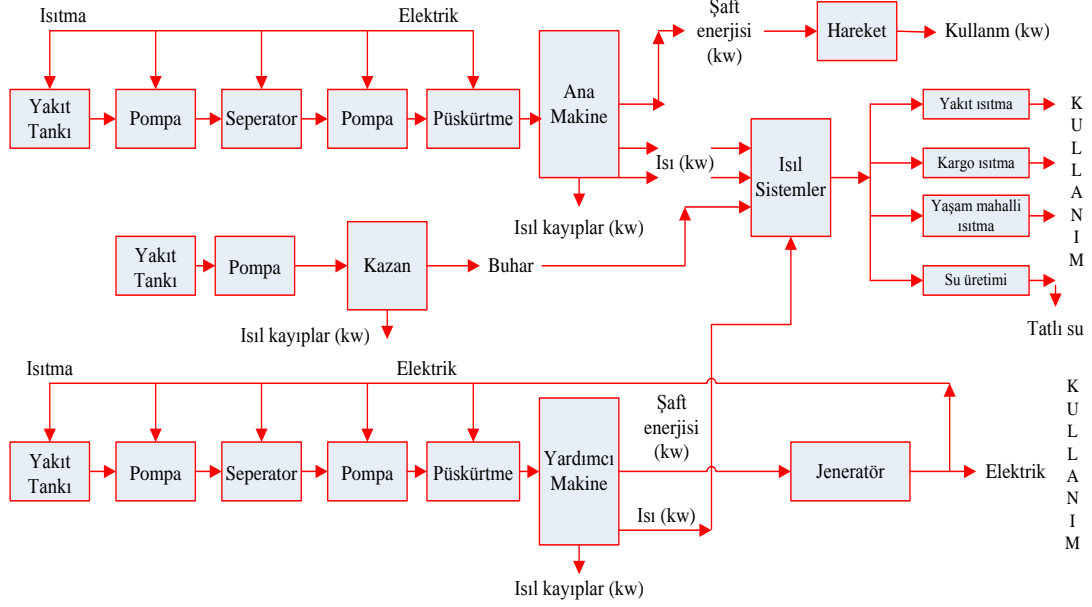 Isıtma
Elektrik
Şaft
enerjisi
(kw)
Hareket
Kullanm (kw)
Yakıt
Tankı
Pompa
Seperator
Pompa
Püskürtme
Ana
Makine
Isı (kw)
Isıl kayıplar (kw)
Isıl
Sistemler
Yakıt ısıtma
Kargo ısıtma
Yaşam mahalli
ısıtma
Su üretimi
Tatlı su
K
U
L
L
A
N
I
M
Yakıt
Tankı
Pompa
Kazan
Buhar
Isıl kayıplar (kw)
Isıtma
Elektrik
Yakıt
Tankı
Pompa
Seperator
Pompa
Püskürtme
Yardımcı
Makine
Şaft
enerjisi
(kw)
Isı (kw)
Isıl kayıplar (kw)
Jeneratör
Elektrik
K
U
L
L
A
N
I
M